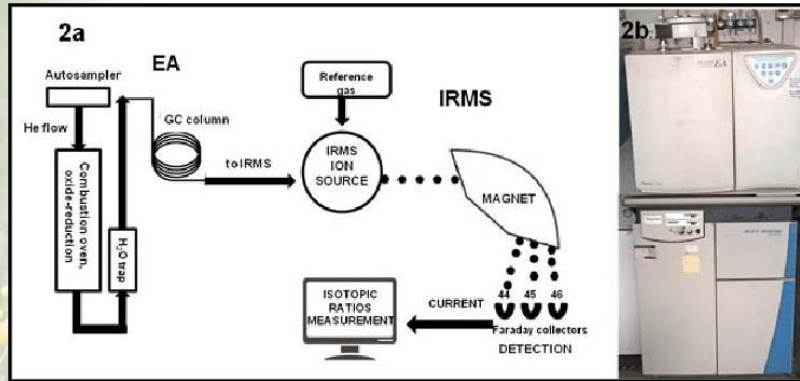 2a
EA
Autosampler
He flow
Combustion oven,
oxide-reduction
H₂O trap
GC column
to IRMS
Reference
gas
IRMS
IRMS
ION
SOURCE
MAGNET
44 45 46
Faraday collectors
DETECTION
CURRENT
ISOTOPIC
RATIOS
MEASUREMENT
2b
EA